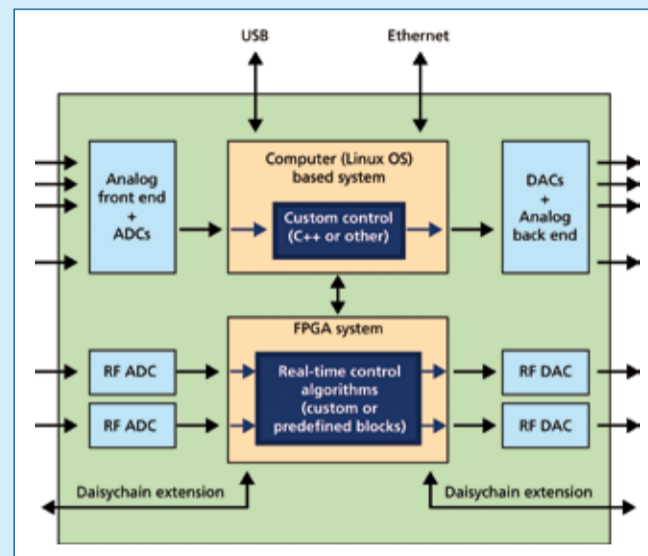 USB
Ethernet
Analog
front end
+
ADCs
Computer (Linux OS)
based system
Custom control
(C++ or other)
DACs
+
Analog
back end
FPGA system
RF ADC
RF ADC
Real-time control
algorithms
(custom or
predefined blocks)
RF DAC
RF DAC
Daisychain extension
Daisychain extension